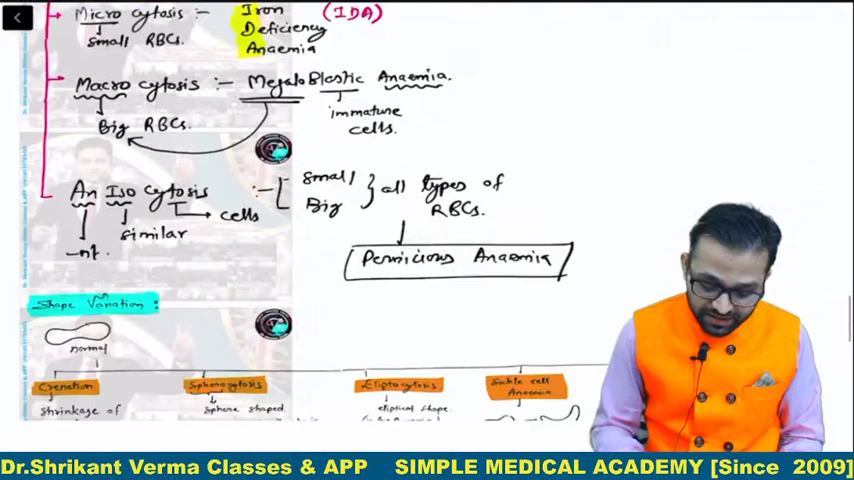 Micro cytosis :- Iron (IDA)
small RBCs. Deficiency
Anaemia
Macro cytosis :- Megalo Blastic Anaemia.
immature
Big RBCs. cells.
An Iso cytosis :- small
Big
all types of
RBCs.
cells
similar
-nt.
Pernicious Anaemia
Shape Variation :
normal
Crenation Spherocytosis Eliptocytosis Sickle cell
Anaemia
shrinkage of sphere shaped eliptical shape.
Dr.Shrikant Verma Classes & APP SIMPLE MEDICAL ACADEMY [Since 2009]